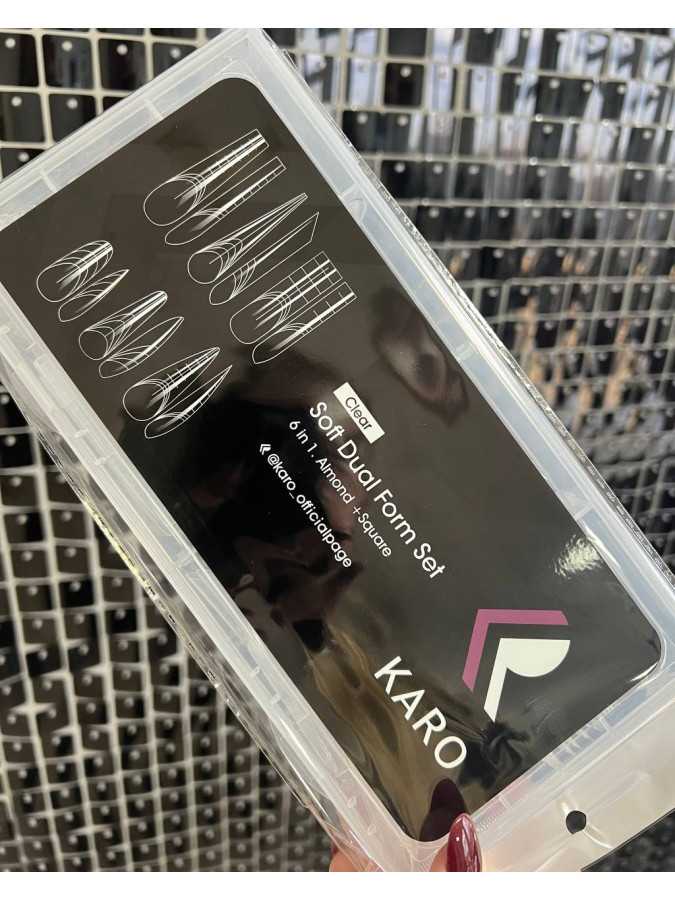 Clear
Soft Dual Form Set
6 in 1. Almond +Square
@karo_officialpage
KARO